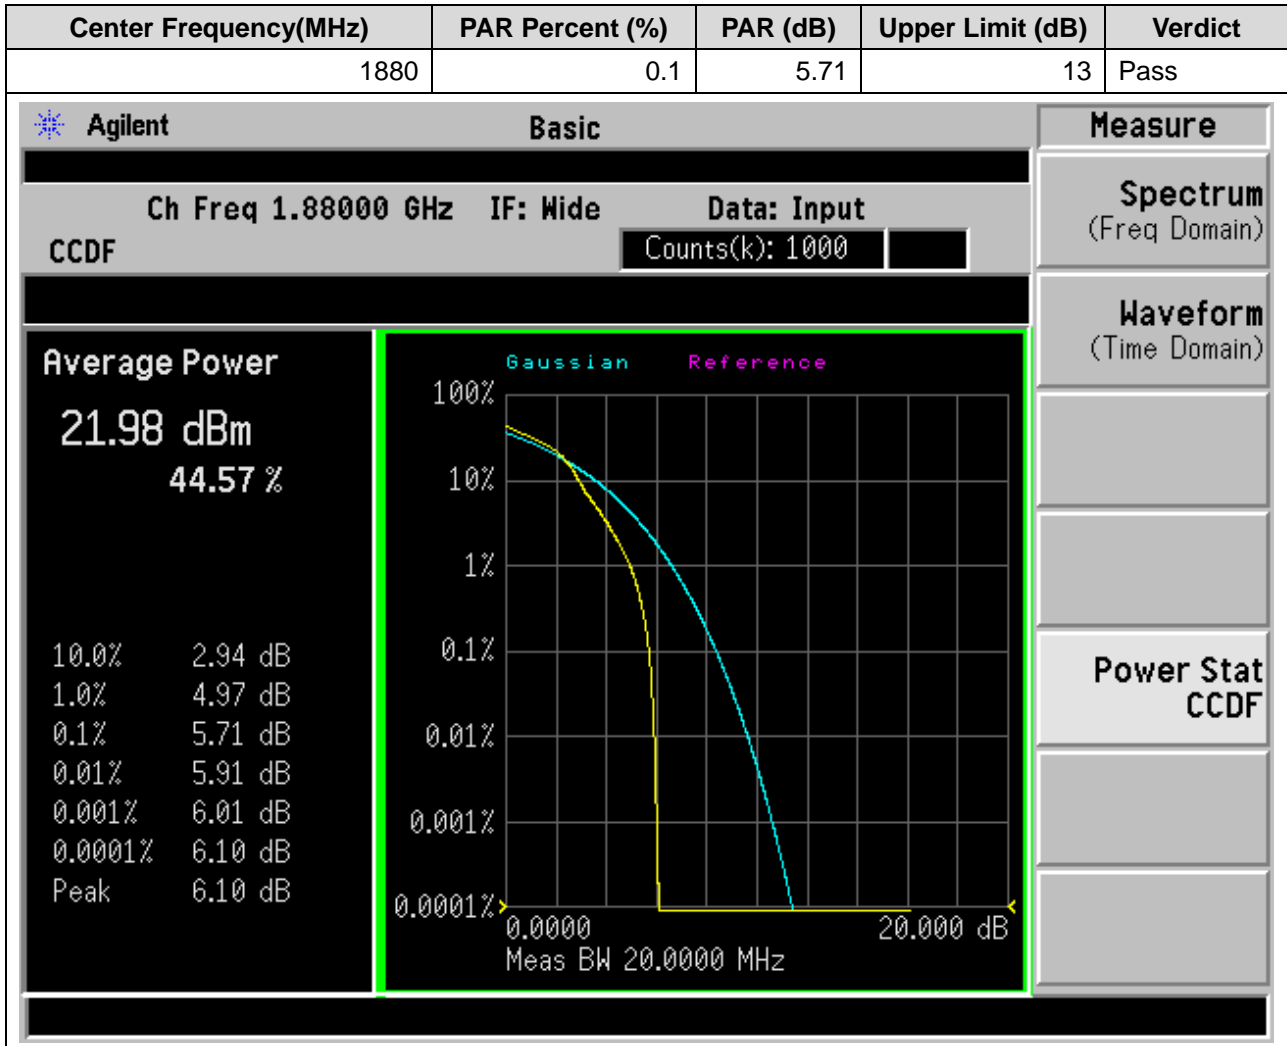 Center Frequency(MHz) PAR Percent (%) PAR (dB) Upper Limit (dB) Verdict
1880 0.1 5.71 13 Pass
Agilent Basic Measure
Ch Freq 1.88000 GHz IF: Wide Data: Input
CCDF Counts(k): 1000
Spectrum
(Freq Domain)
Waveform
(Time Domain)
Power Stat
CCDF
Average Power
21.98 dBm
44.57 %
10.0% 2.94 dB
1.0% 4.97 dB
0.1% 5.71 dB
0.01% 5.91 dB
0.001% 6.01 dB
0.0001% 6.10 dB
Peak 6.10 dB
Gaussian Reference
100%
10%
1%
0.1%
0.01%
0.001%
0.0001%
0.0000 20.000 dB
Meas BW 20.0000 MHz